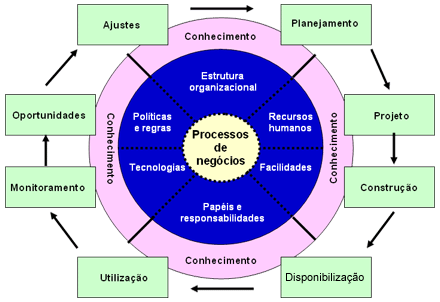 Ajustes
Planejamento
Conhecimento
Estrutura
organizacional
Oportunidades
Políticas
e regras
Recursos
humanos
Projeto
Conhecimento
Processos
de
negócios
Conhecimento
Monitoramento
Tecnologias
Facilidades
Construção
Papéis e
responsabilidades
Conhecimento
Utilização
Disponibilização